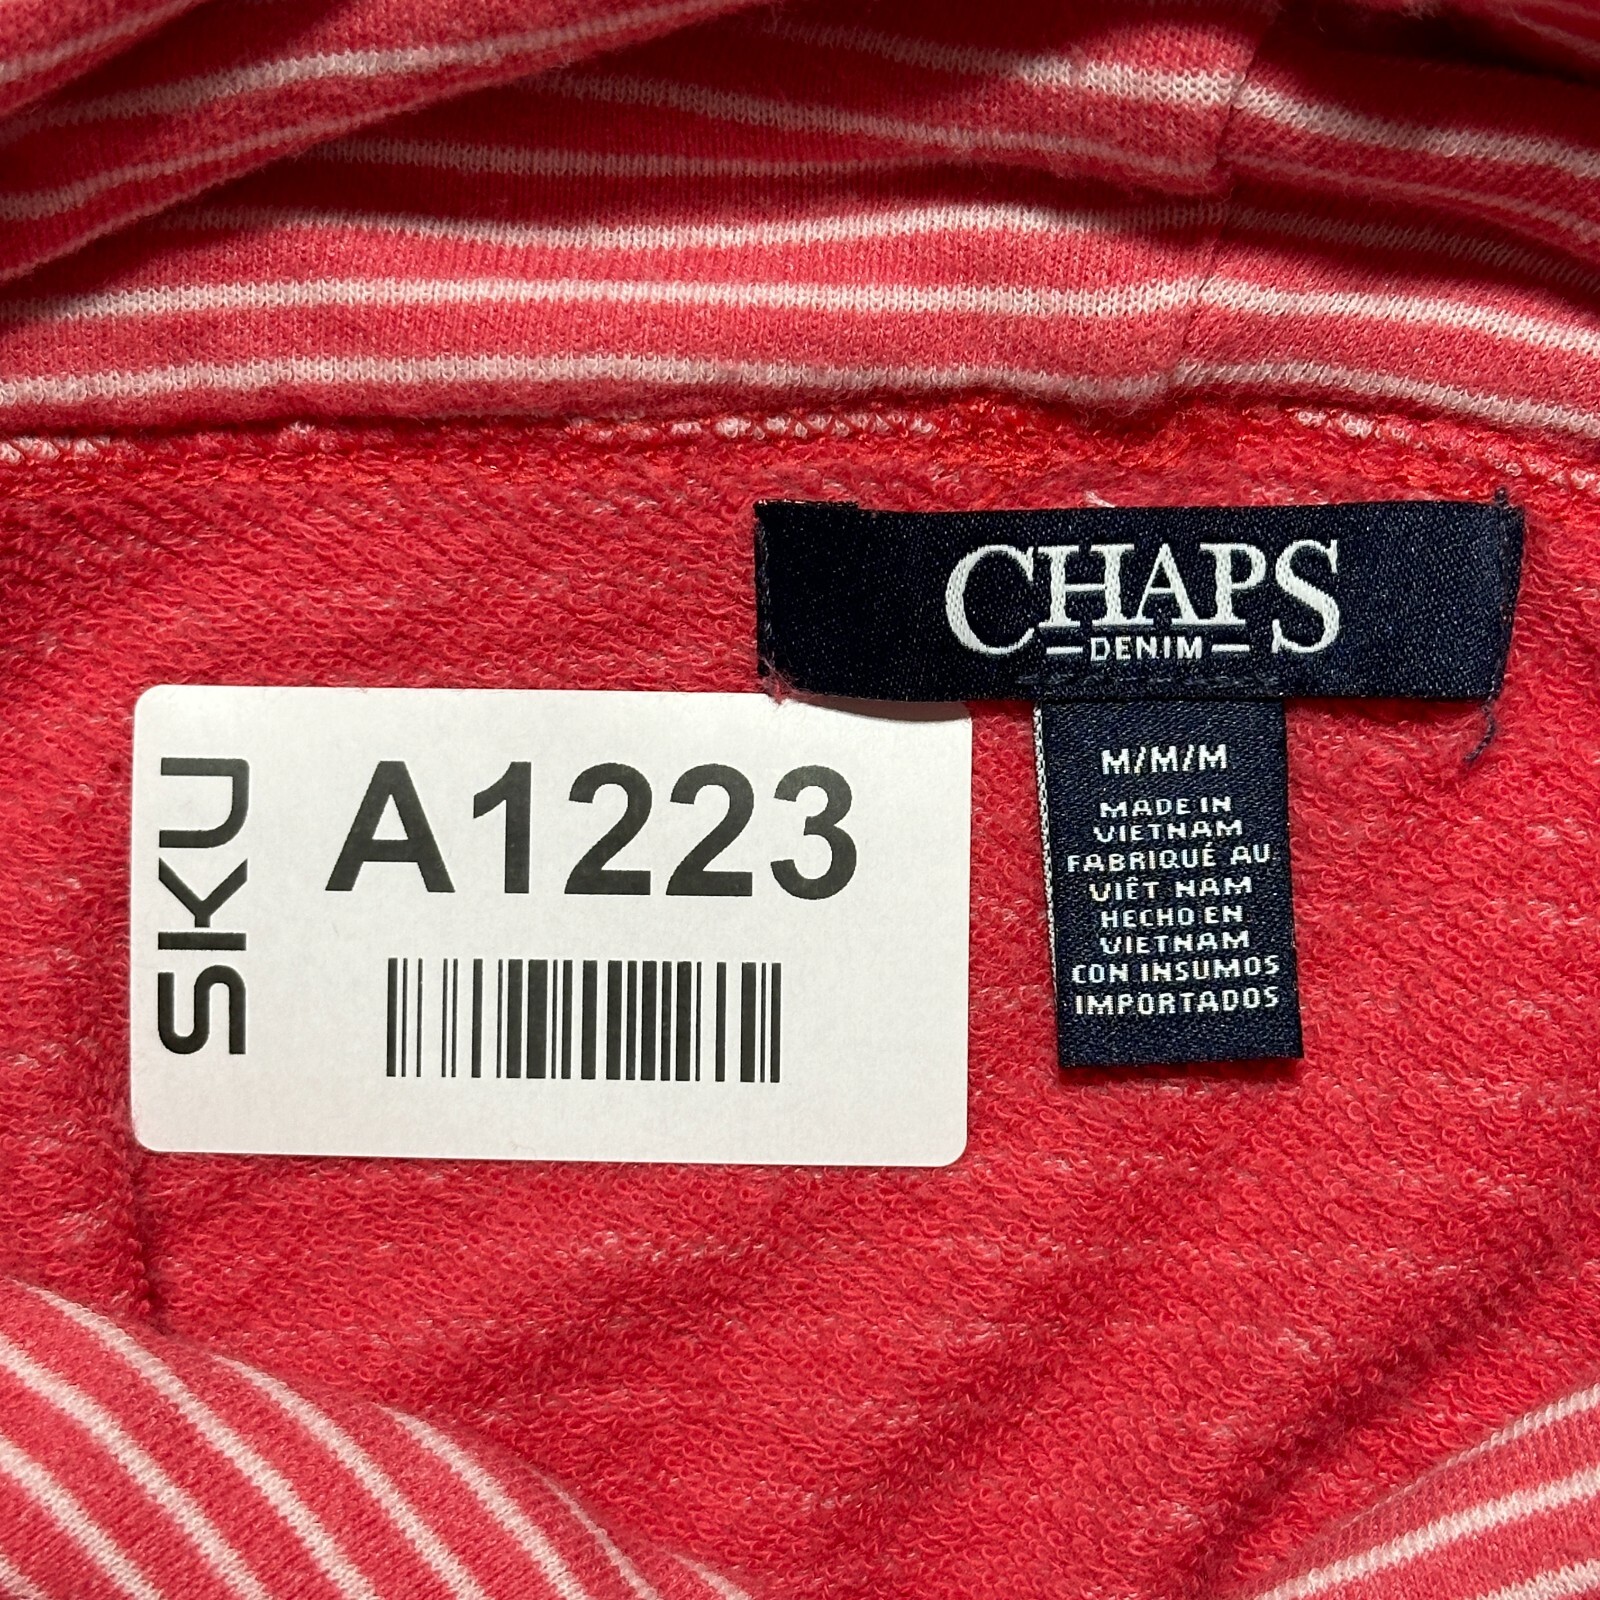 CHAPS
DENIM
M/M/M
MADE IN
VIETNAM
FABRIQUÉ AU
VIÊT NAM
HECHO EN
VIETNAM
CON INSUMOS
IMPORTADOS
SKU
A1223